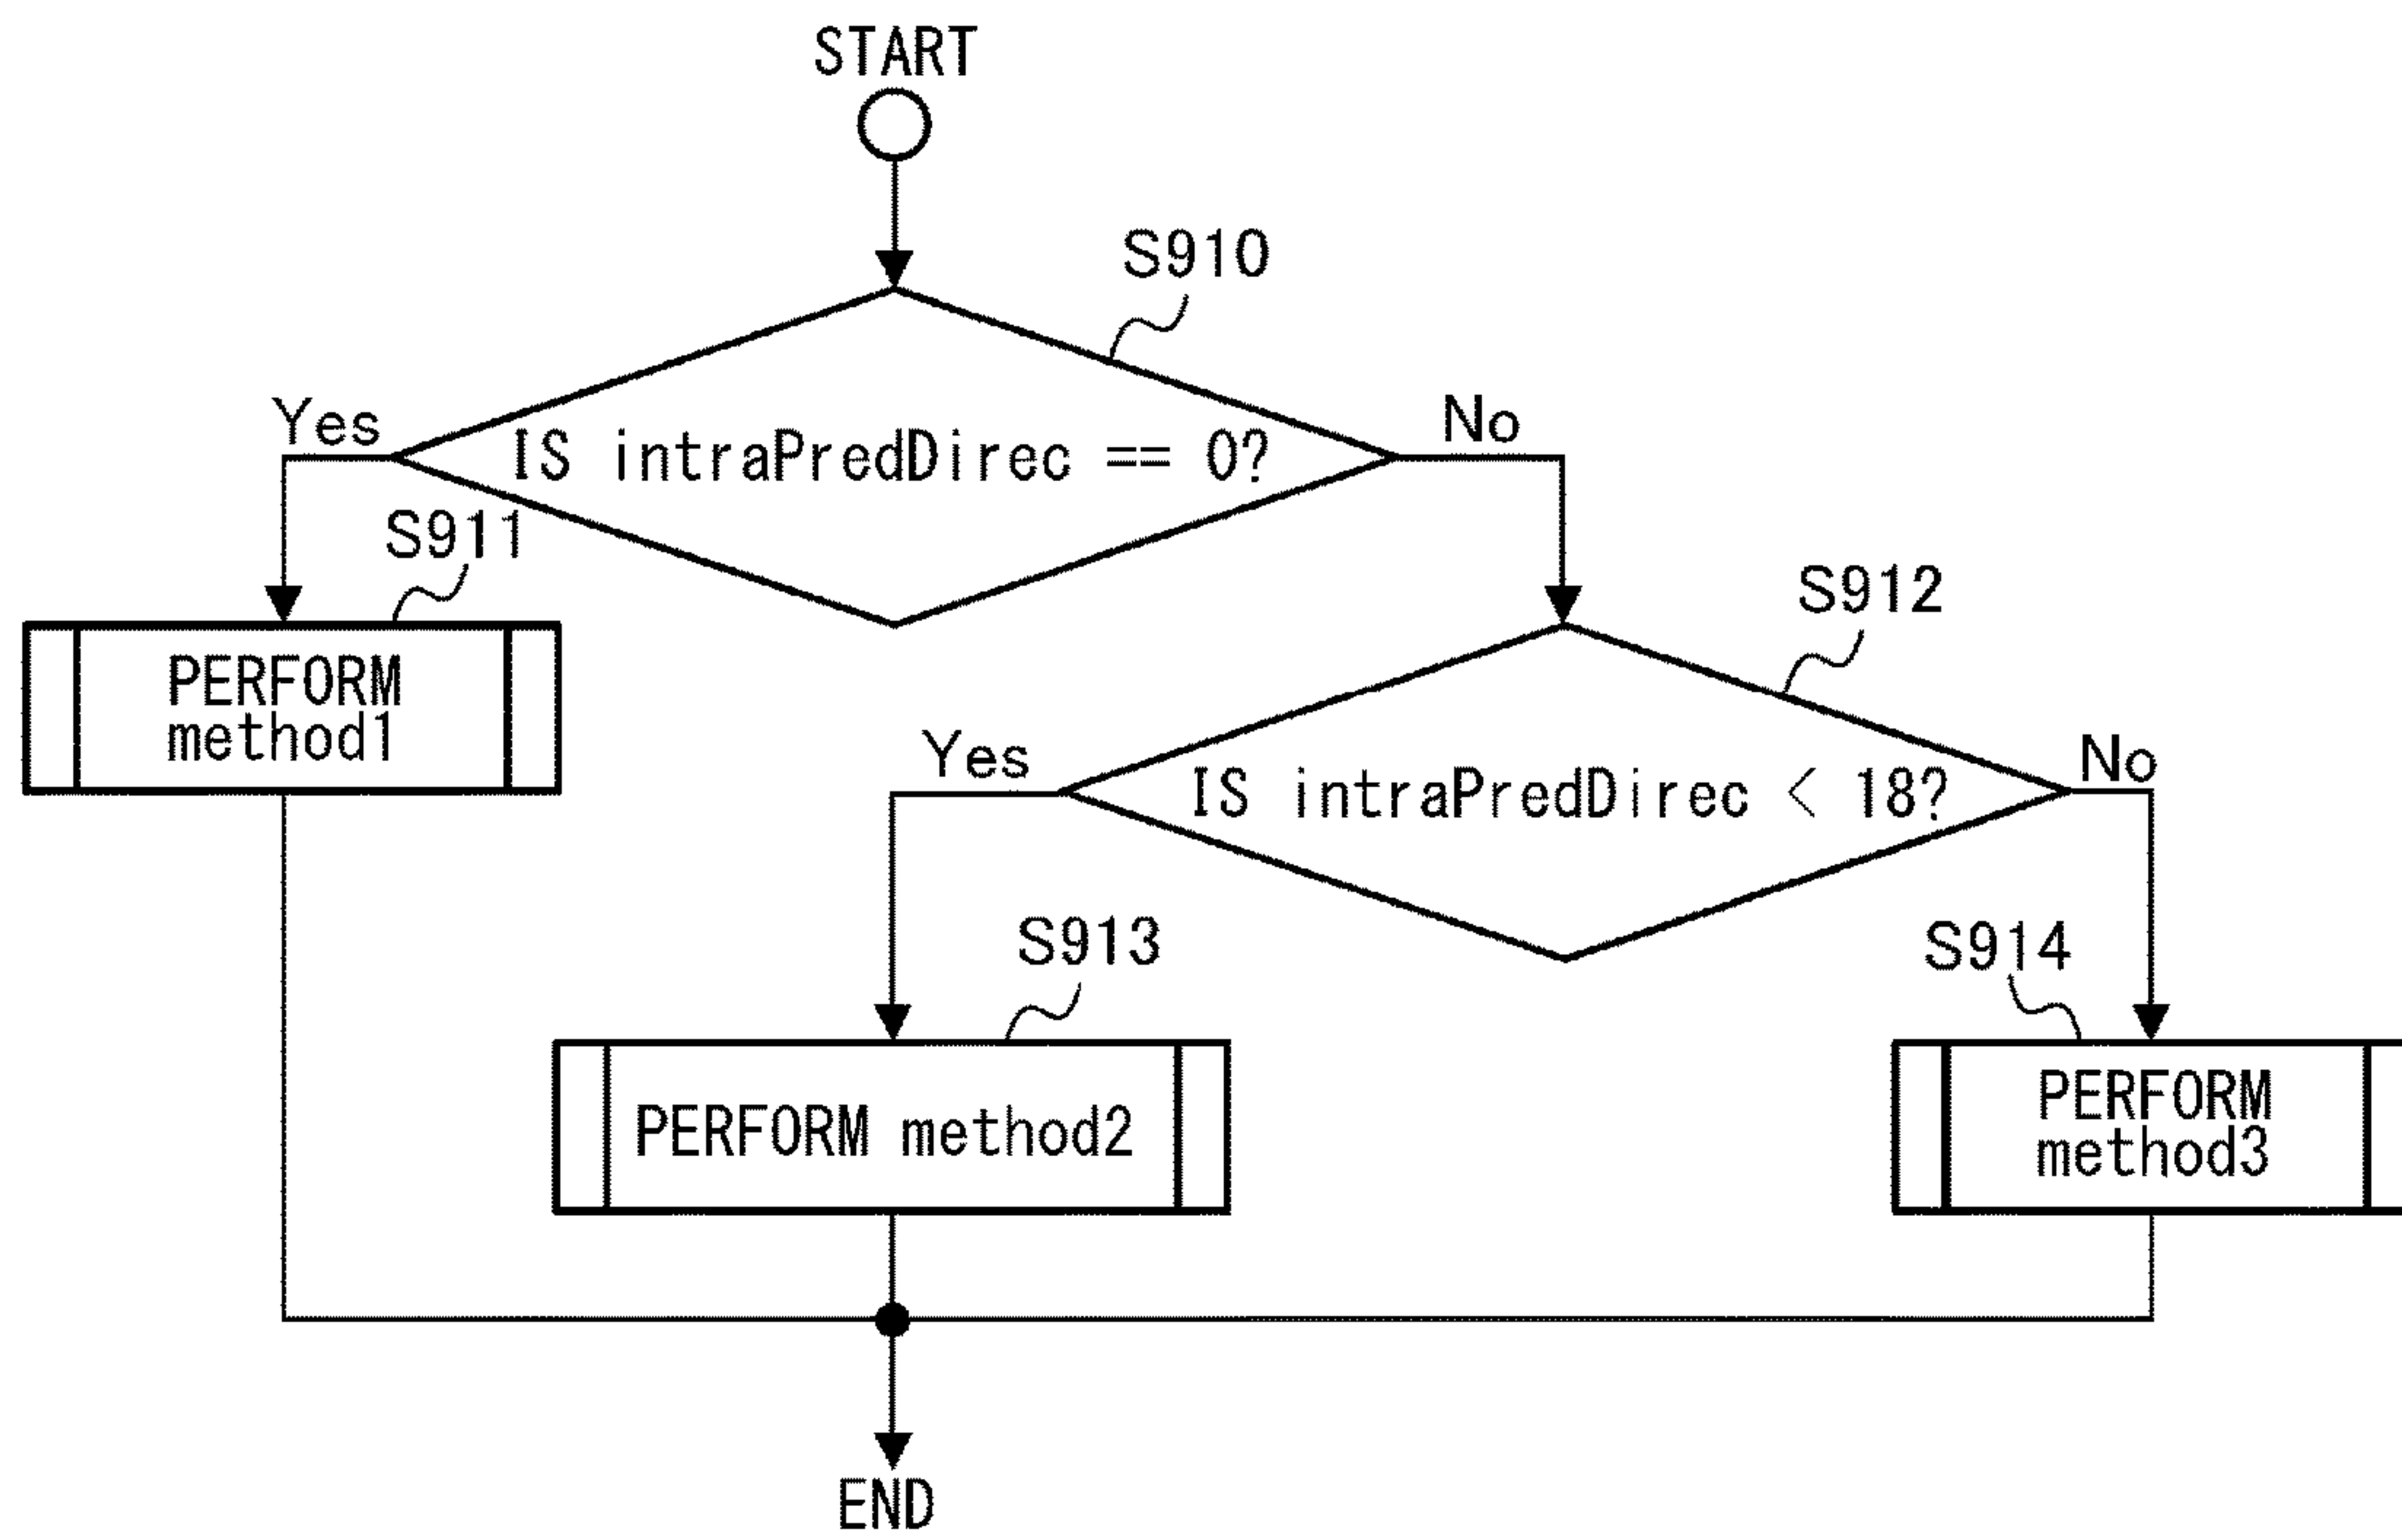 START
S910
Yes
No
IS intraPredDirec == 0?
S911
S912
PERFORM
method1
Yes
No
IS intraPredDirec < 18?
S913
S914
PERFORM method2
PERFORM
method3
END